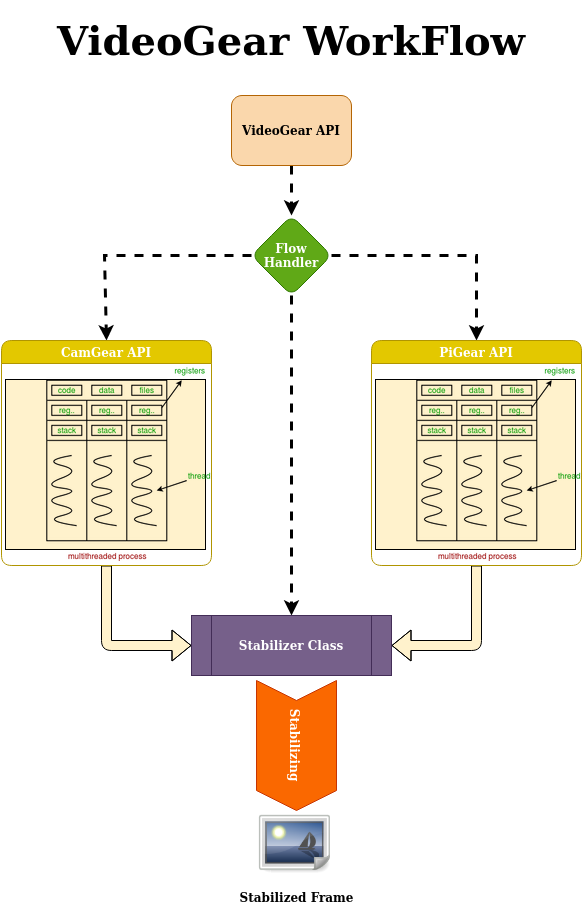 VideoGear WorkFlow
VideoGear API
Flow
Handler
CamGear API
registers
code data files
reg.. reg.. reg..
stack stack stack
thread
multithreaded process
PiGear API
registers
code data files
reg.. reg.. reg..
stack stack stack
thread
multithreaded process
Stabilizer Class
Stabilizing
Stabilized Frame